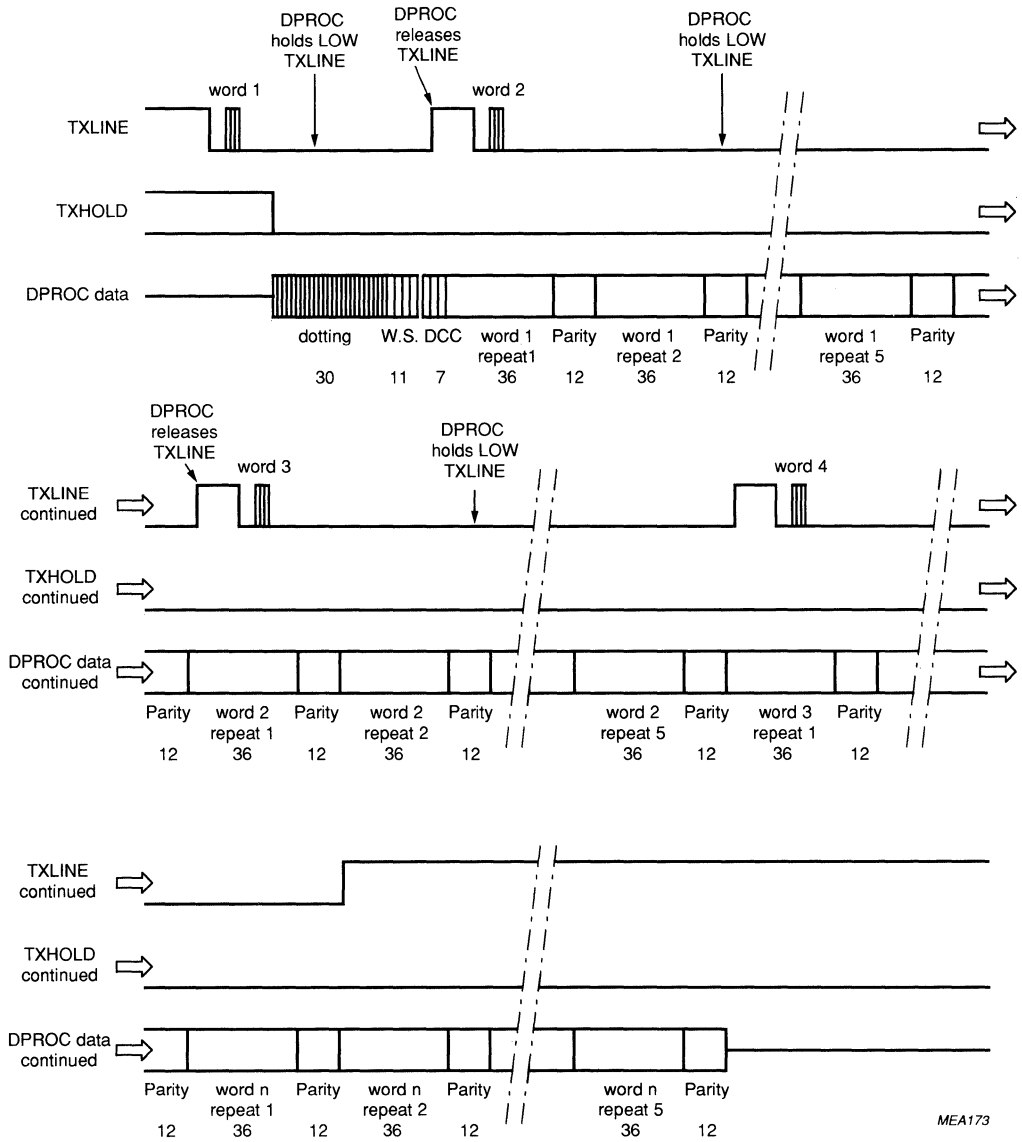 DPROC
holds LOW
TXLINE
DPROC
releases
TXLINE
DPROC
holds LOW
TXLINE
word 1
word 2
TXLINE
TXHOLD
DPROC data
dotting W.S. DCC word 1 Parity word 1 Parity word 1 Parity
repeat1 repeat 2 repeat 5
30 11 7 36 12 36 12 36 12
DPROC
releases
TXLINE
DPROC
holds LOW
TXLINE
word 3
word 4
TXLINE
continued
TXHOLD
continued
DPROC data
continued
Parity word 2 Parity word 2 Parity word 2 Parity word 3 Parity
repeat 1 repeat 2 repeat 5 repeat 1
12 36 12 36 12 36 12 36 12
TXLINE
continued
TXHOLD
continued
DPROC data
continued
Parity word n Parity word n Parity word n Parity
repeat 1 repeat 2 repeat 5
12 36 12 36 12 36 12
MEA173